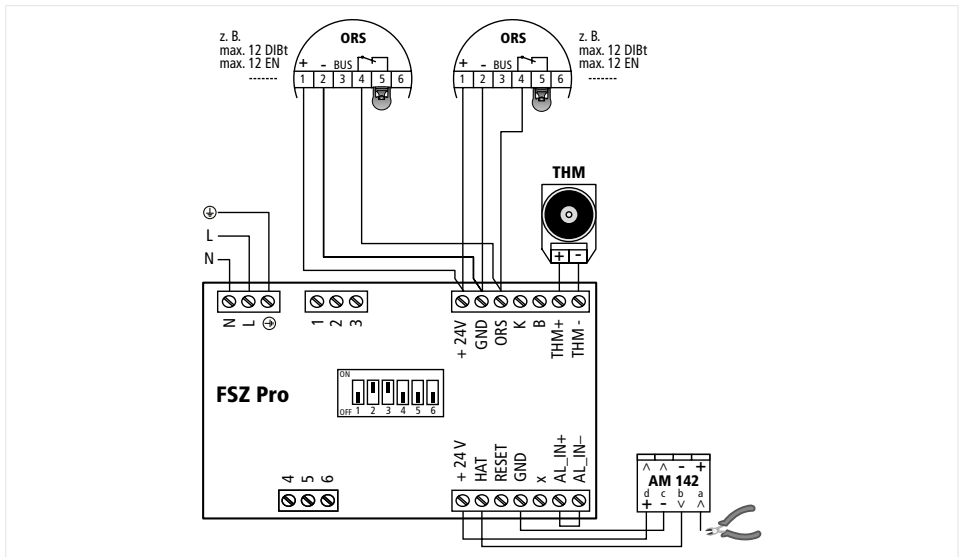 z. B.
max. 12 DIBt
max. 12 EN
--------
ORS
+ - BUS
1 2 3 4 5 6
ORS
+ - BUS
1 2 3 4 5 6
z. B.
max. 12 DIBt
max. 12 EN
--------
THM
+ -
L
N
N L
1 2 3
+ 24V GND ORS K B THM+ THM -
FSZ Pro
ON
OFF 1 2 3 4 5 6
4 5 6
+ 24 V HAT RESET GND x AL_IN+ AL_IN–
^ ^ - +
AM 142
d c b a
+ - v ^